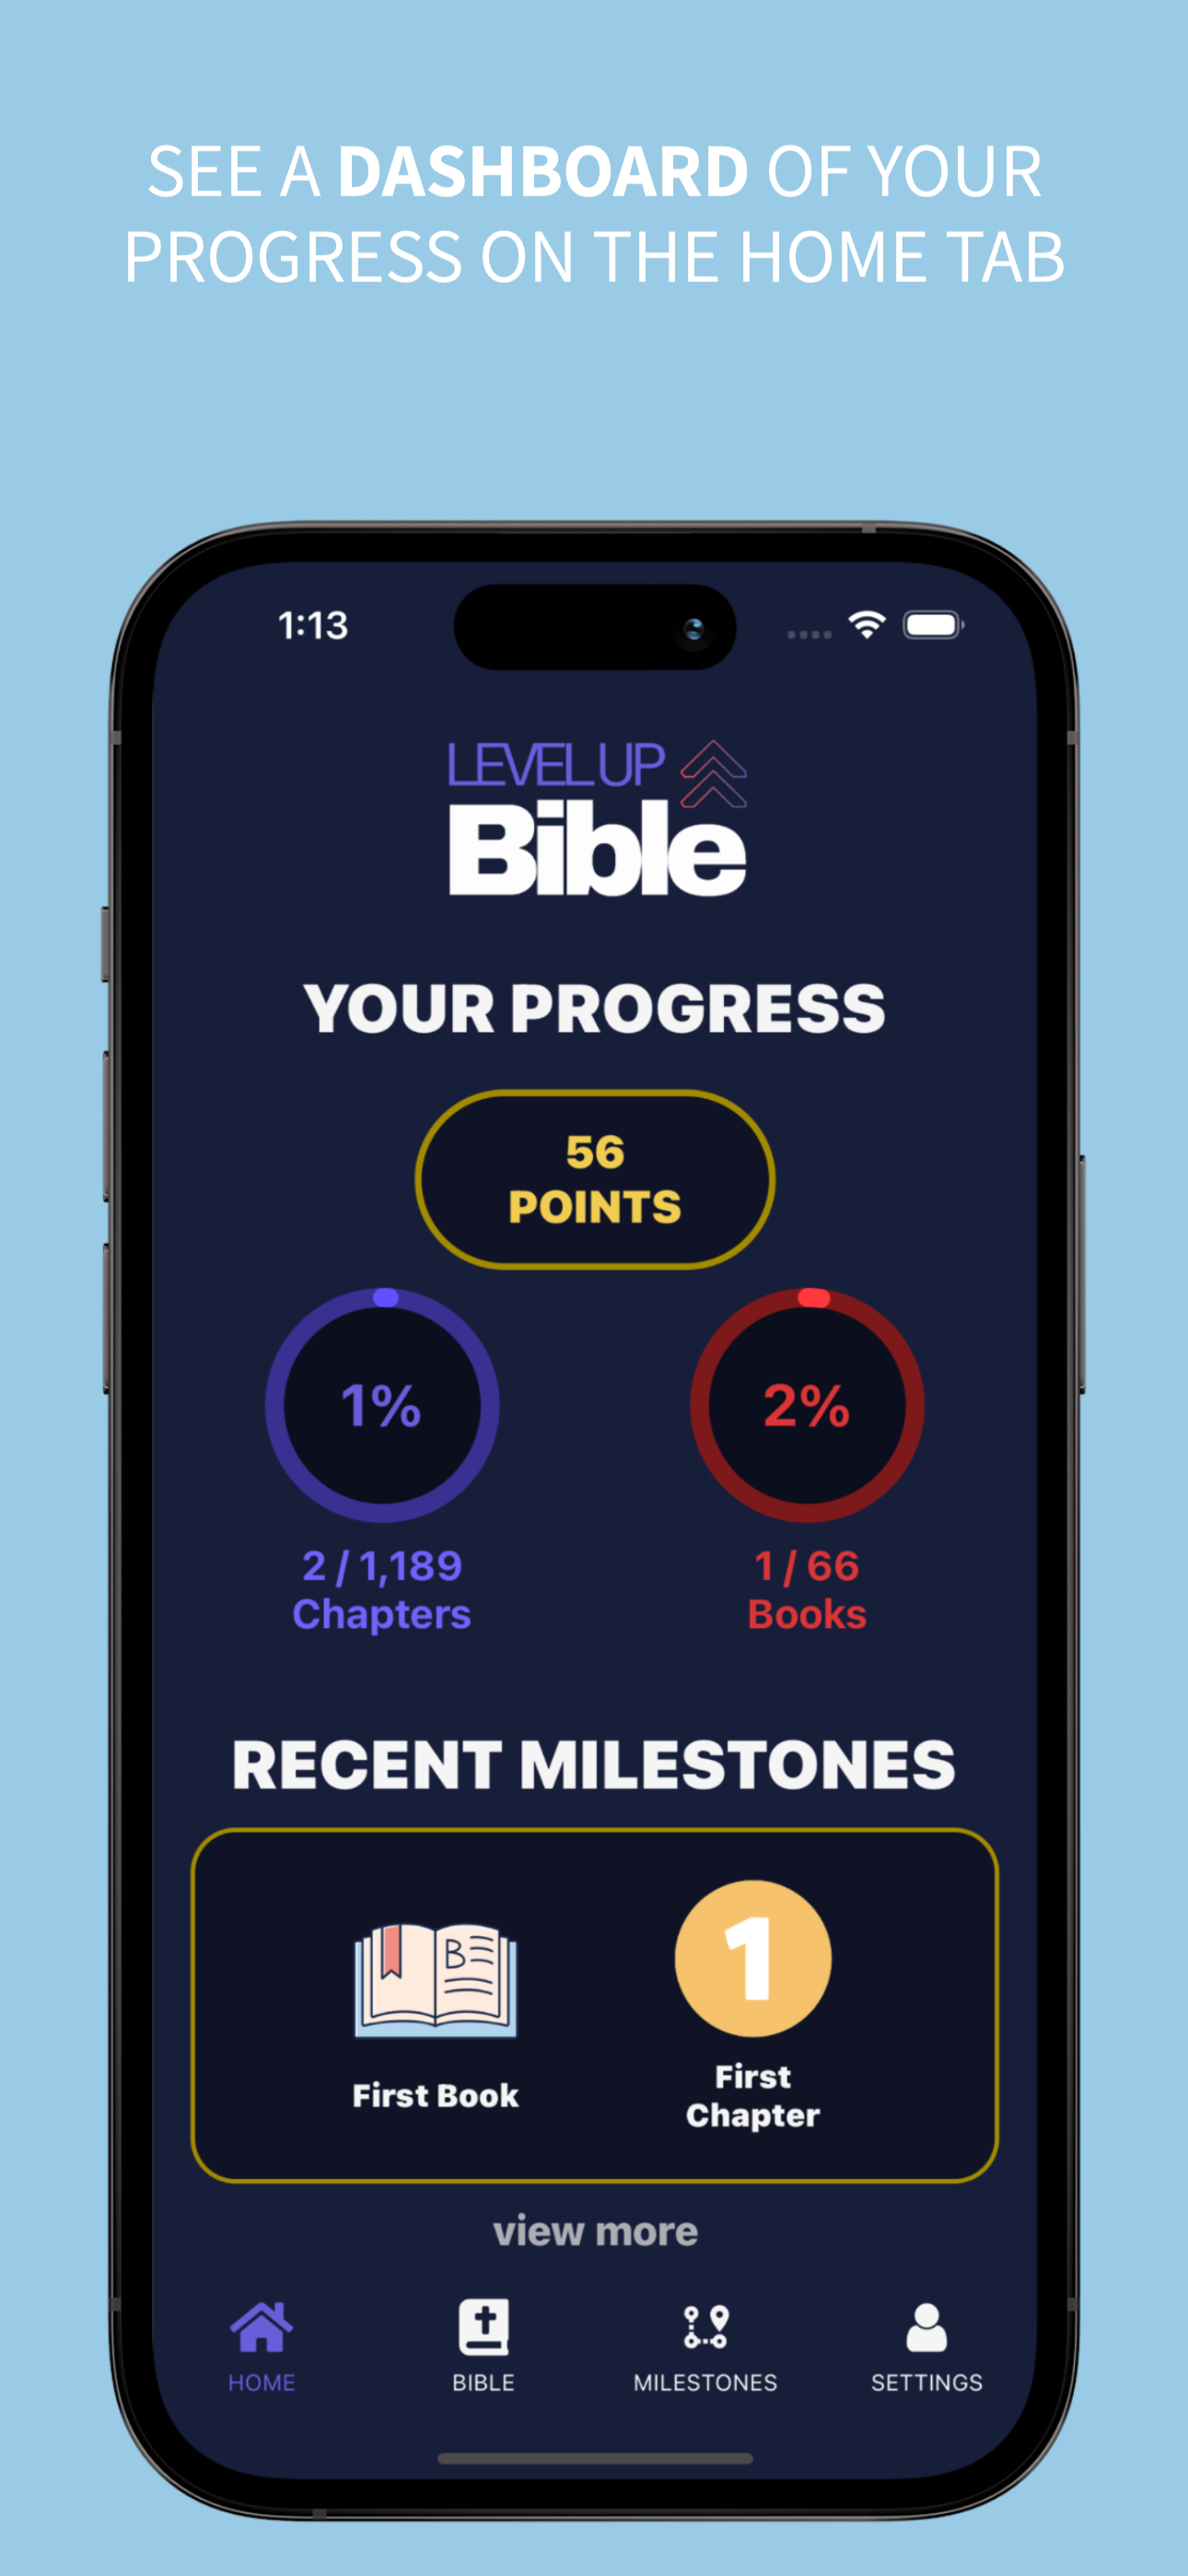 SEE A DASHBOARD OF YOUR
PROGRESS ON THE HOME TAB
1:13
LEVEL UP
Bible
YOUR PROGRESS
56
POINTS
1%
2%
2 / 1,189
Chapters
1 / 66
Books
RECENT MILESTONES
B
1
First Book
First
Chapter
view more
HOME
BIBLE
MILESTONES
SETTINGS